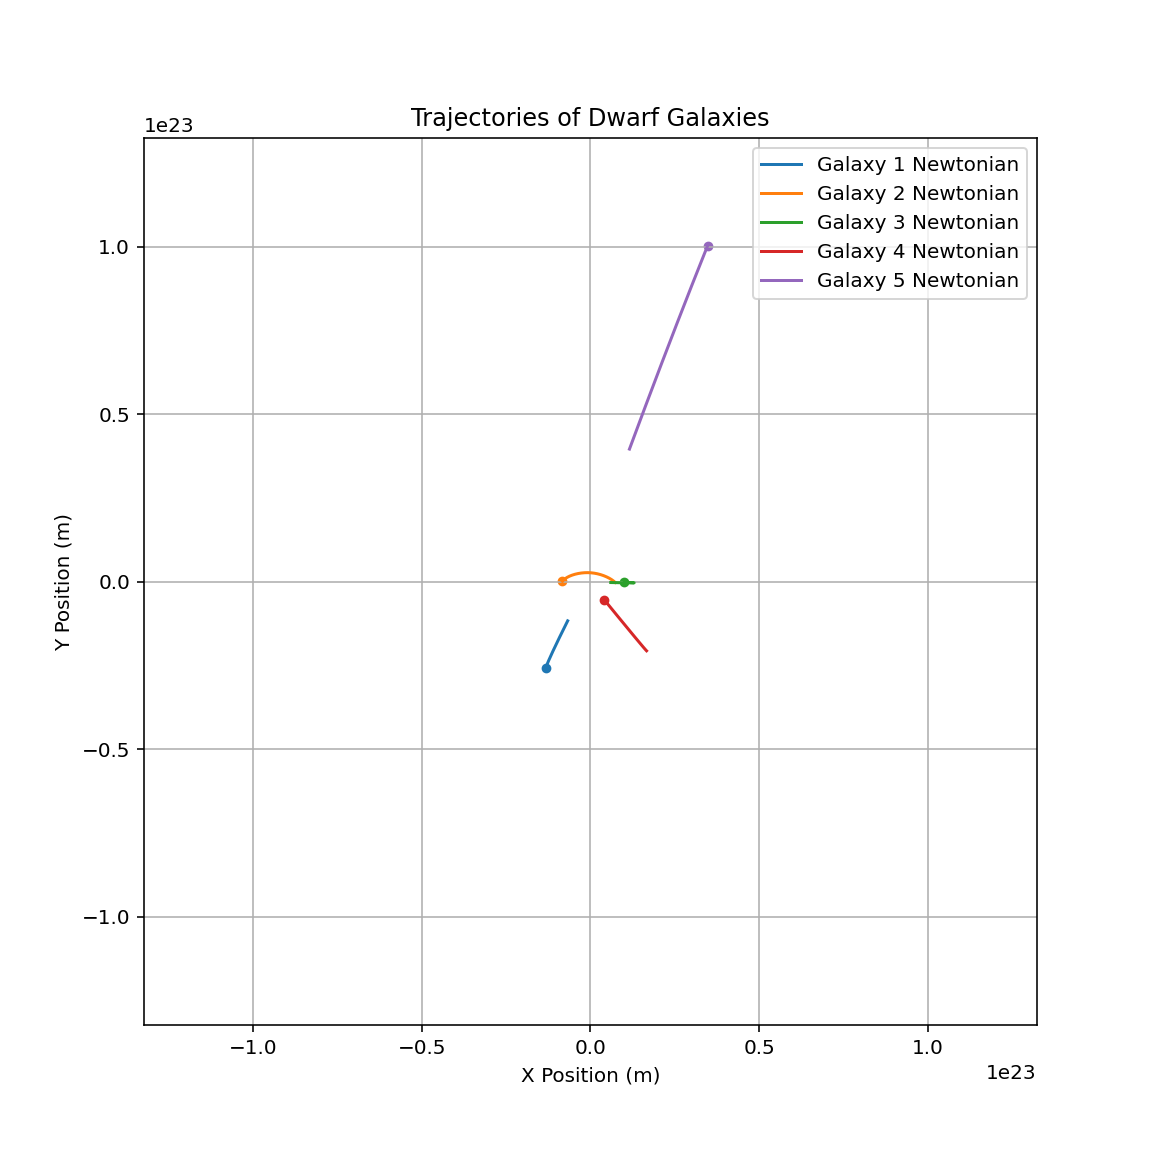 Trajectories of Dwarf Galaxies
1e23
Galaxy 1 Newtonian
Galaxy 2 Newtonian
Galaxy 3 Newtonian
Galaxy 4 Newtonian
Galaxy 5 Newtonian
1.0
0.5
0.0
−0.5
−1.0
Y Position (m)
−1.0 −0.5 0.0 0.5 1.0
X Position (m)
1e23